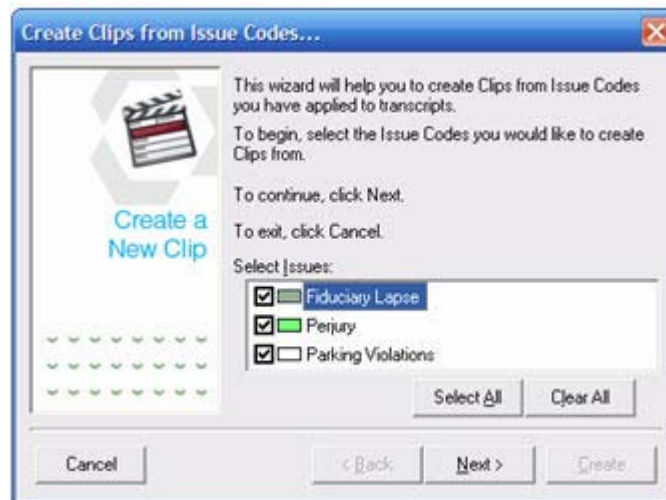 Create Clips from Issue Codes...
This wizard will help you to create Clips from Issue Codes
you have applied to transcripts.
To begin, select the Issue Codes you would like to create
Clips from.
To continue, click Next.
To exit, click Cancel.
Create a
New Clip
Select Issues:
Fiduciary Lapse
Perjury
Parking Violations
Select All
Clear All
Cancel
< Back
Next >
Create